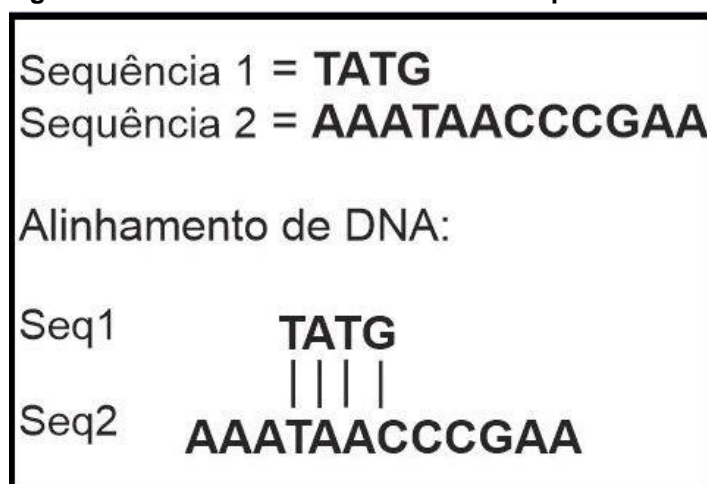 Sequência 1 = TATG
Sequência 2 = AAATAACCCGAA
Alinhamento de DNA:
Seq1 TATG
||||
Seq2 AAATAACCCGAA